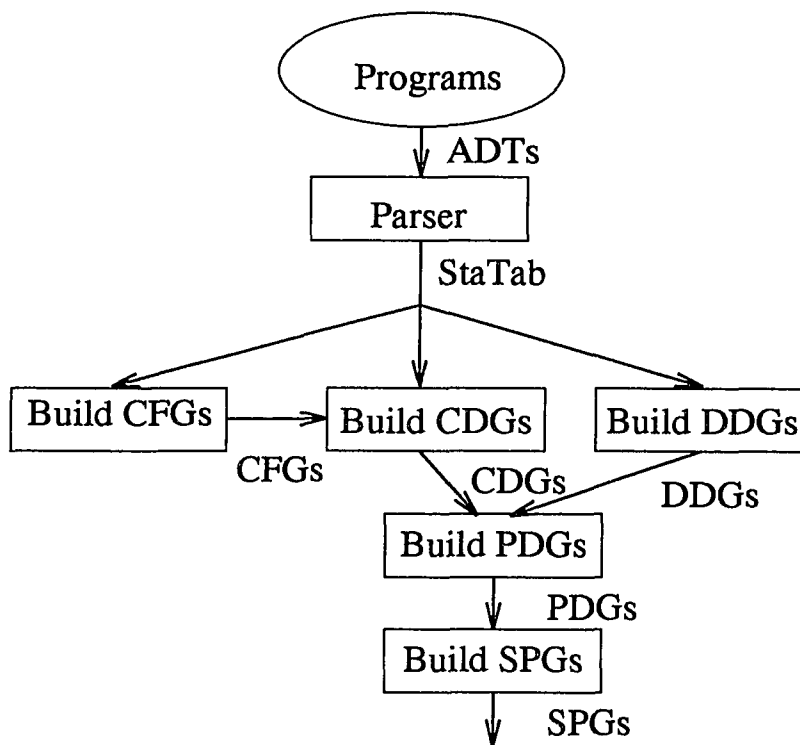 Programs
ADTs
Parser
StaTab
Build CFGs
Build CDGs
Build DDGs
CFGs
CDGs
DDGs
Build PDGs
PDGs
Build SPGs
SPGs